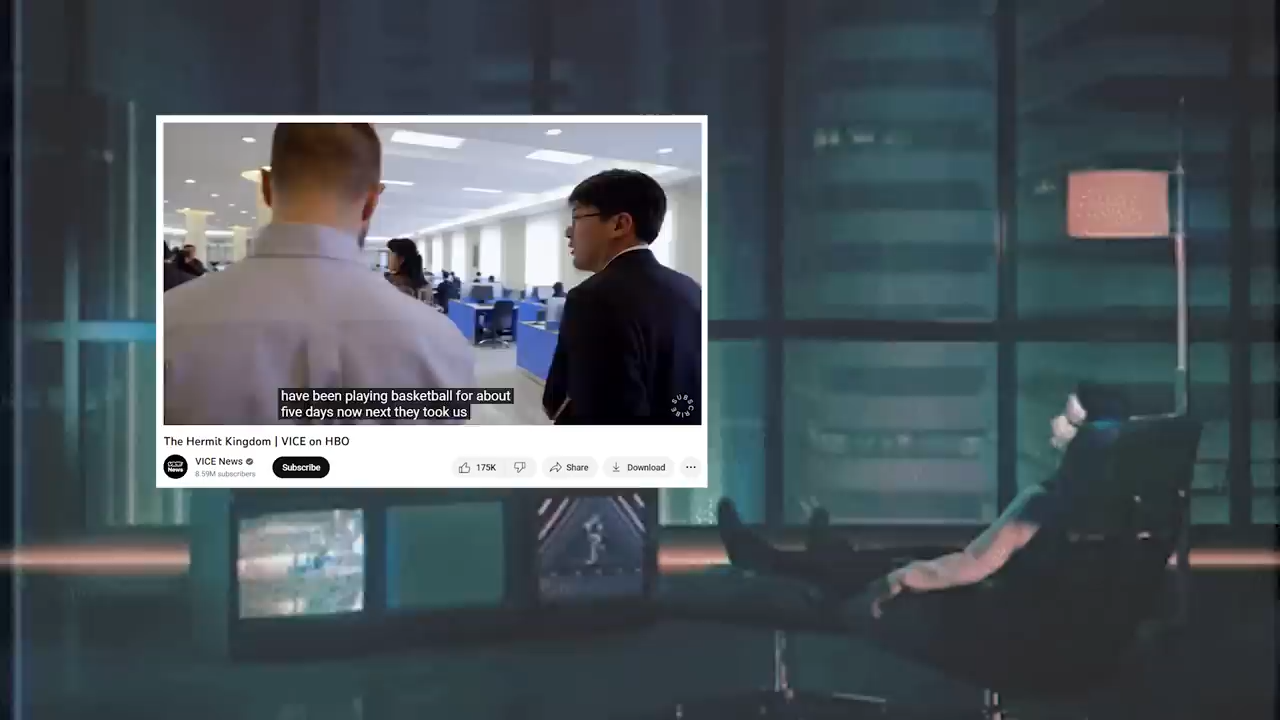 have been playing basketball for about
five days now next they took us
SUBSCRIBE
The Hermit Kingdom | VICE on HBO
VICE News
8.59M subscribers
Subscribe
175K
Share
Download